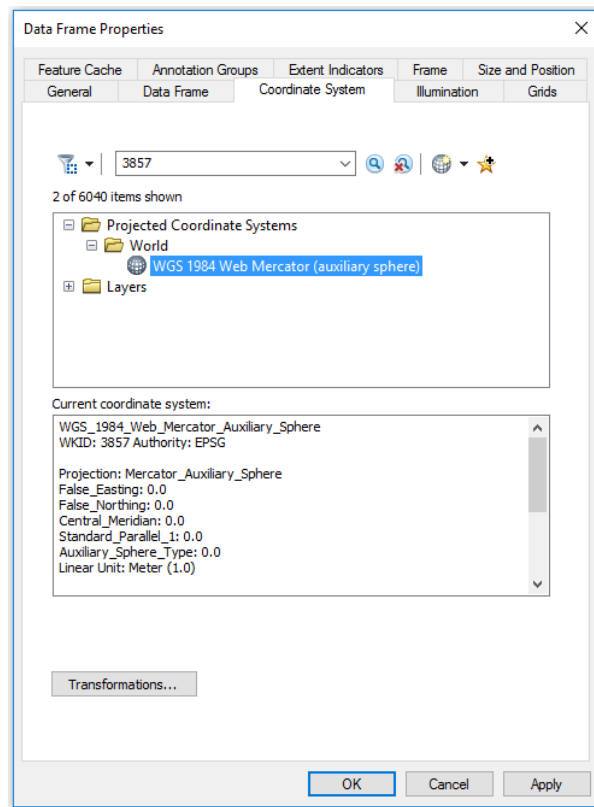 Data Frame Properties
Feature Cache Annotation Groups Extent Indicators Frame Size and Position
General Data Frame Coordinate System Illumination Grids
3857
2 of 6040 items shown
Projected Coordinate Systems
World
WGS 1984 Web Mercator (auxiliary sphere)
Layers
Current coordinate system:
WGS_1984_Web_Mercator_Auxiliary_Sphere
WKID: 3857 Authority: EPSG
Projection: Mercator_Auxiliary_Sphere
False_Easting: 0.0
False_Northing: 0.0
Central_Meridian: 0.0
Standard_Parallel_1: 0.0
Auxiliary_Sphere_Type: 0.0
Linear Unit: Meter (1.0)
Transformations...
OK Cancel Apply